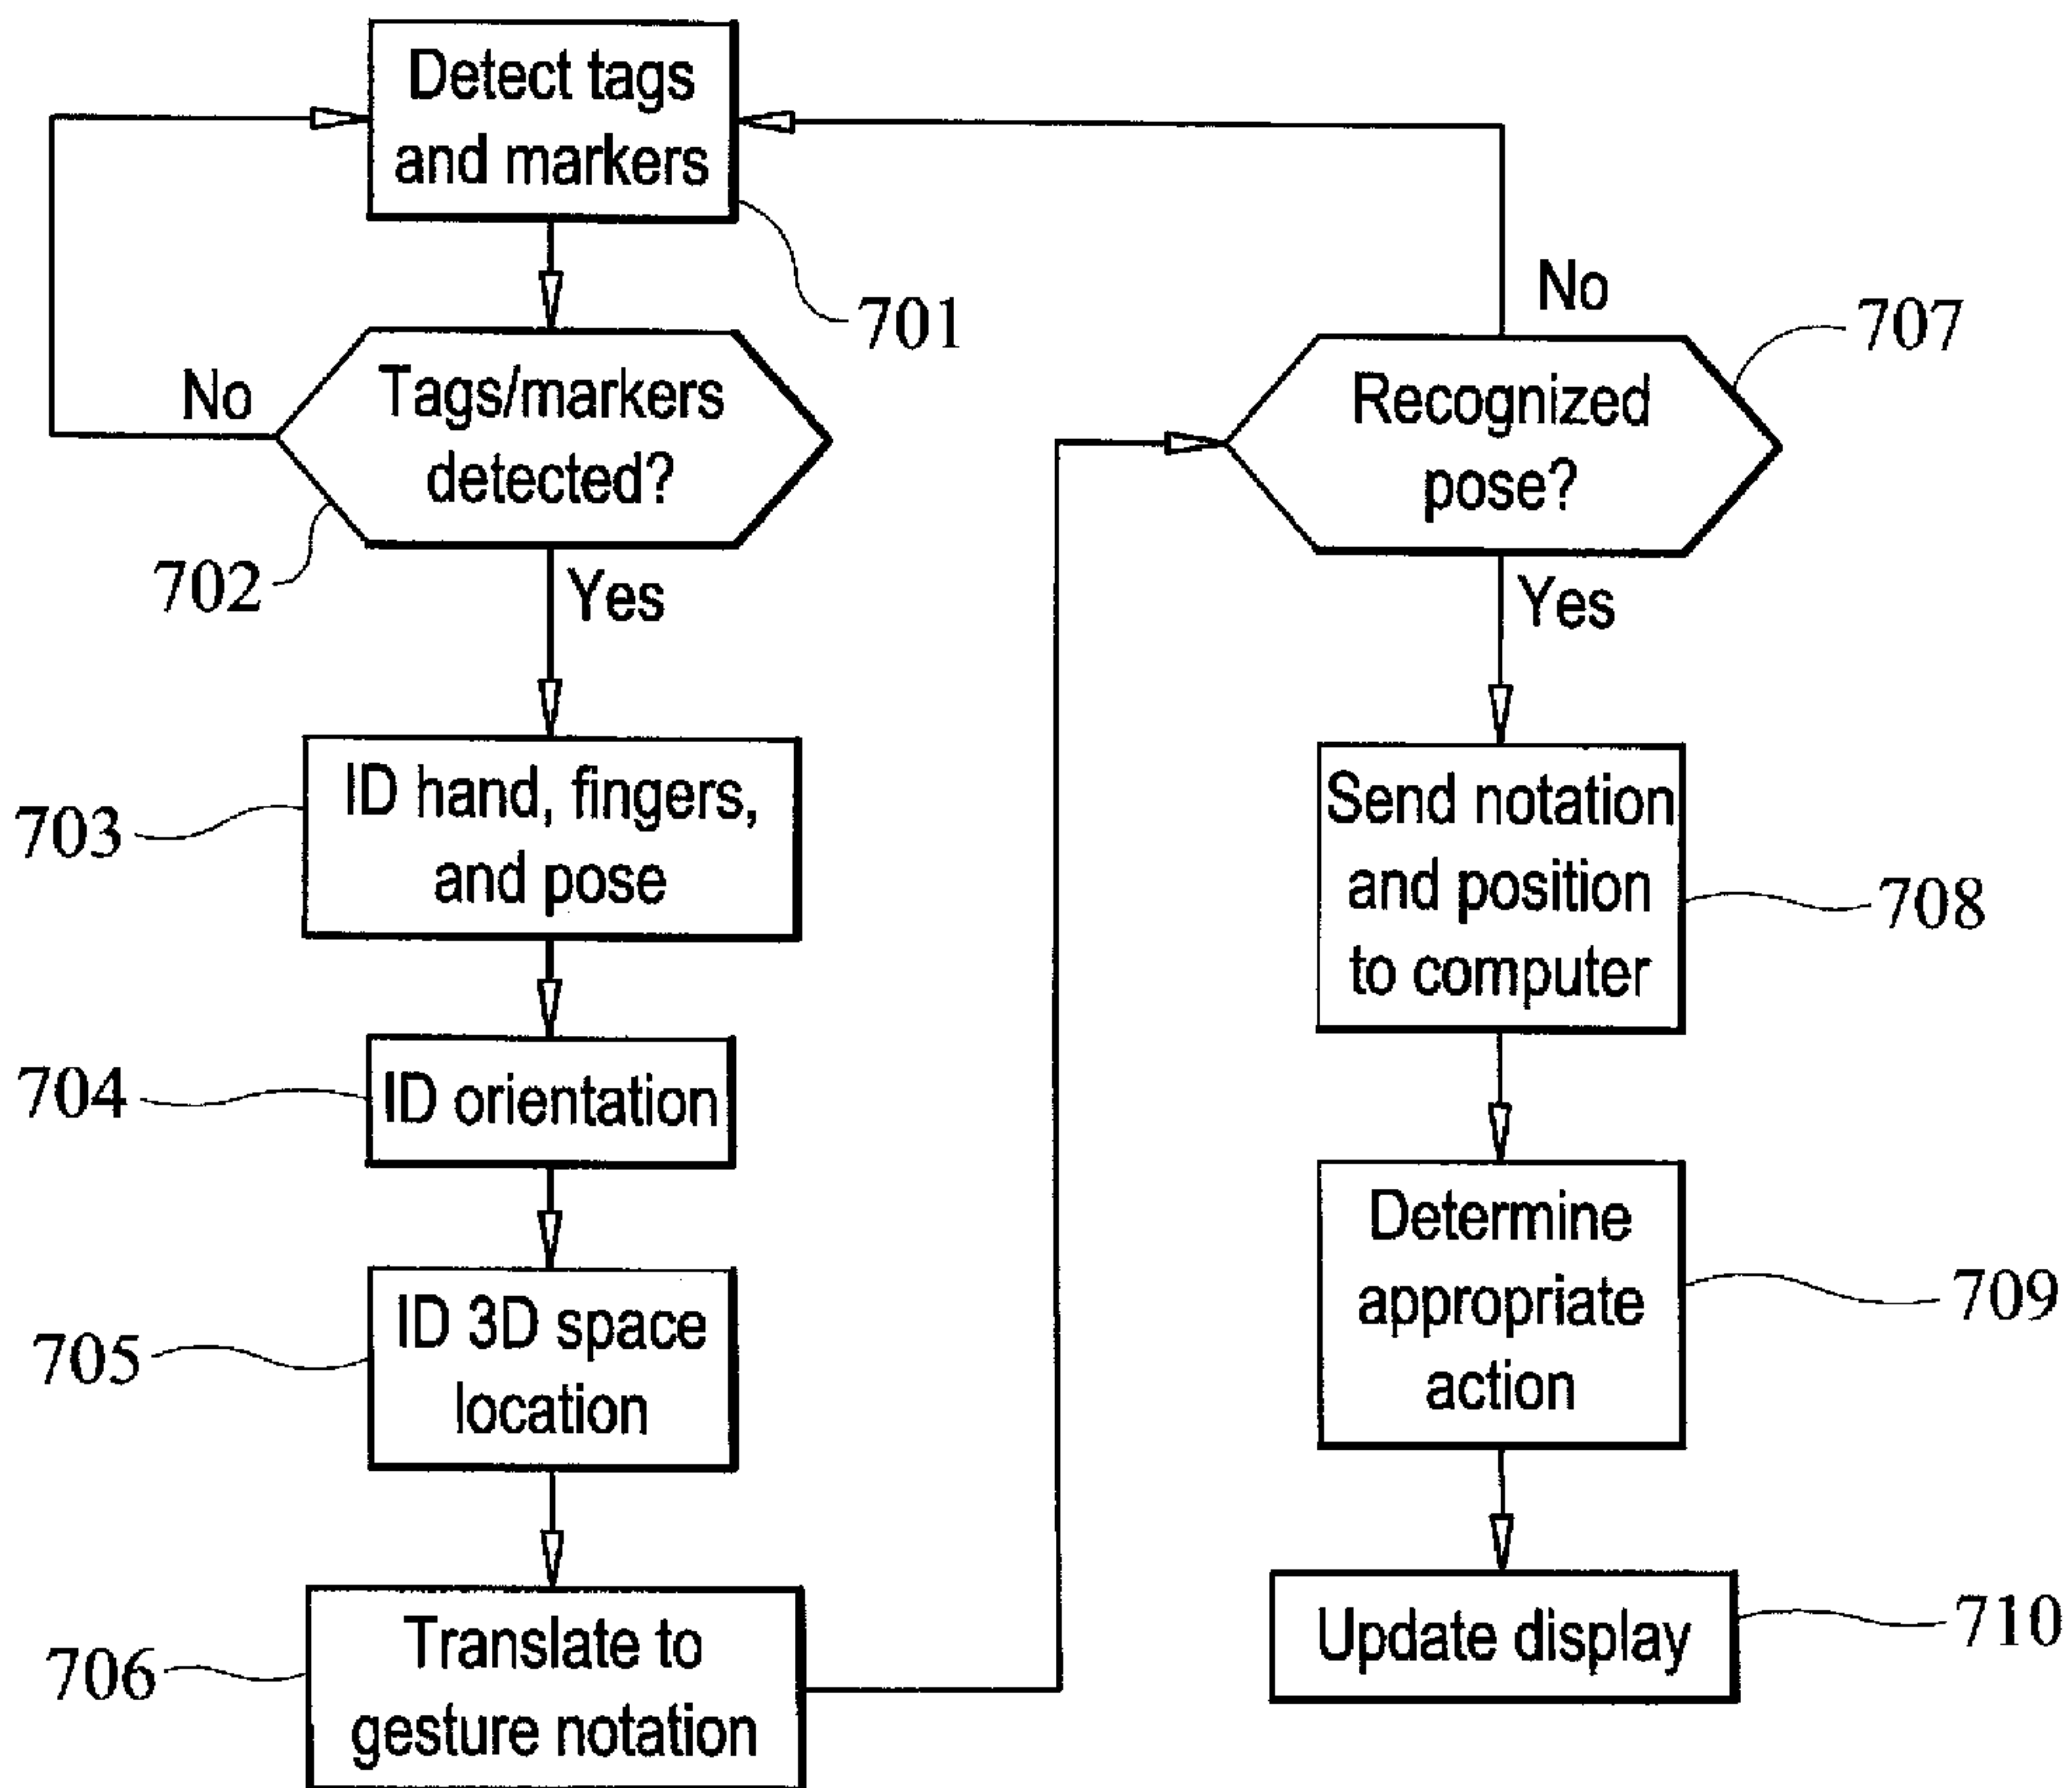 Detect tags
and markers
701
No
Tags/markers
detected?
702
Yes
703
ID hand, fingers,
and pose
704
ID orientation
705
ID 3D space
location
706
Translate to
gesture notation
No
707
Recognized
pose?
Yes
Send notation
and position
to computer
708
Determine
appropriate
action
709
Update display
710